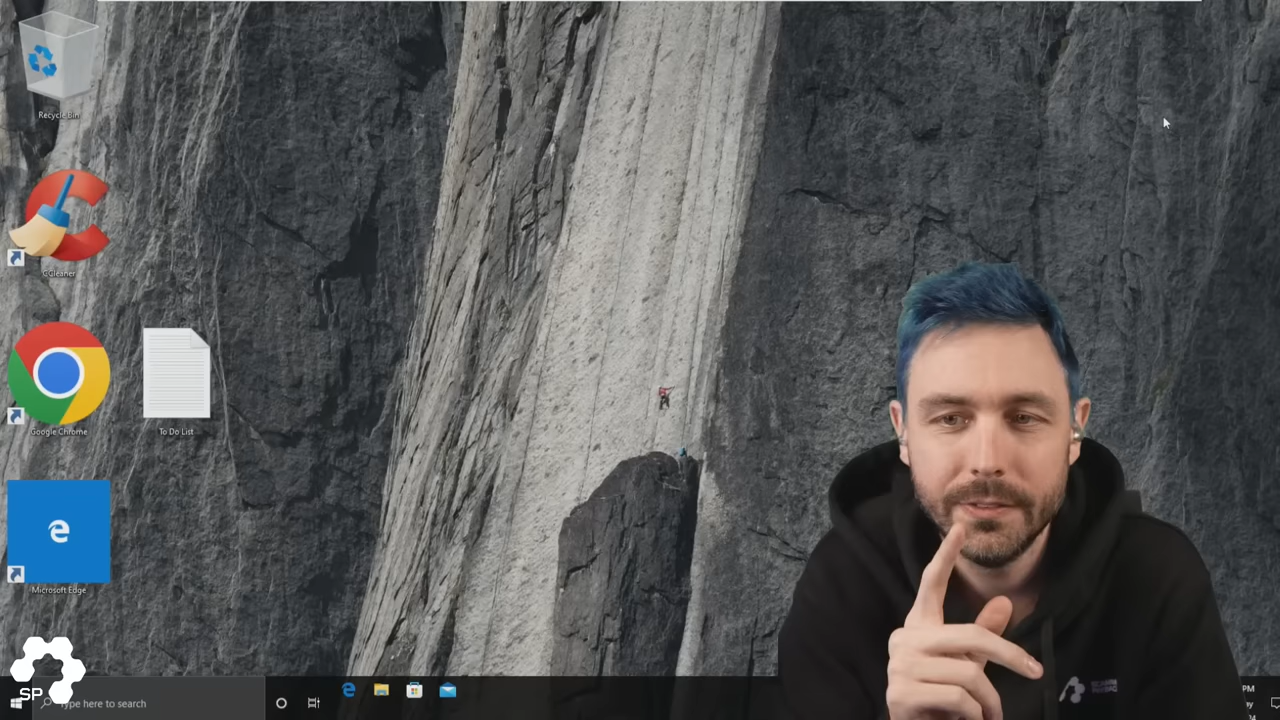 Recycle Bin
CCleaner
Google Chrome
To Do List
Microsoft Edge
SP
Type here to search
PM